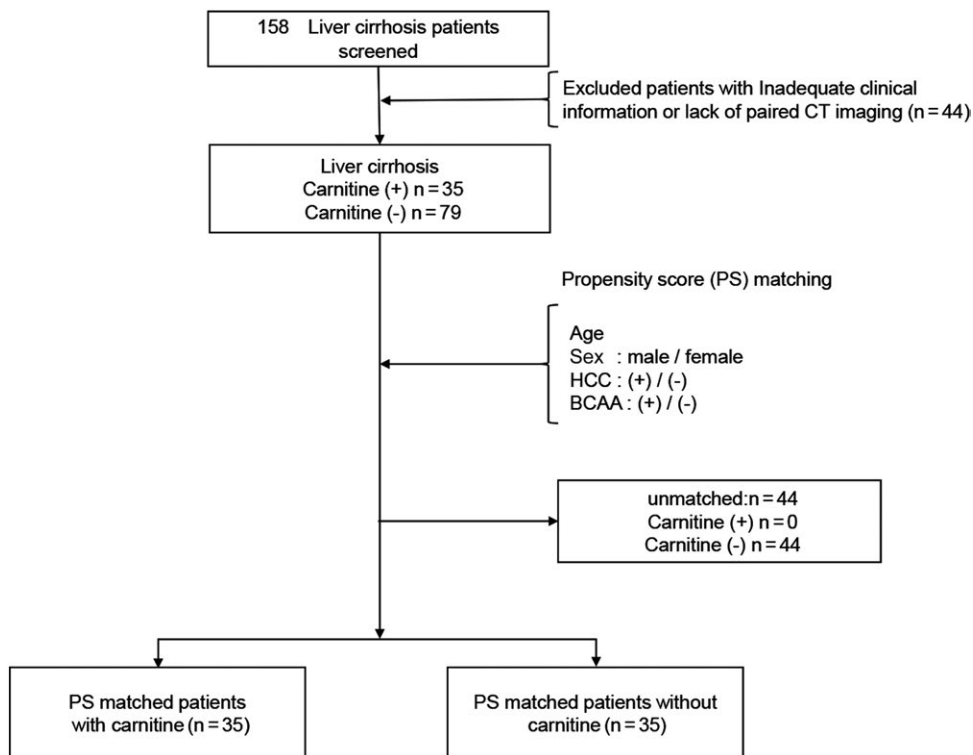 158 Liver cirrhosis patients
screened
Excluded patients with Inadequate clinical
information or lack of paired CT imaging (n=44)
Liver cirrhosis
Carnitine (+) n=35
Carnitine (-) n=79
Propensity score (PS) matching
Age
Sex : male / female
HCC : (+) / (-)
BCAA : (+) / (-)
unmatched:n=44
Carnitine (+) n=0
Carnitine (-) n=44
PS matched patients
with carnitine (n=35)
PS matched patients without
carnitine (n=35)